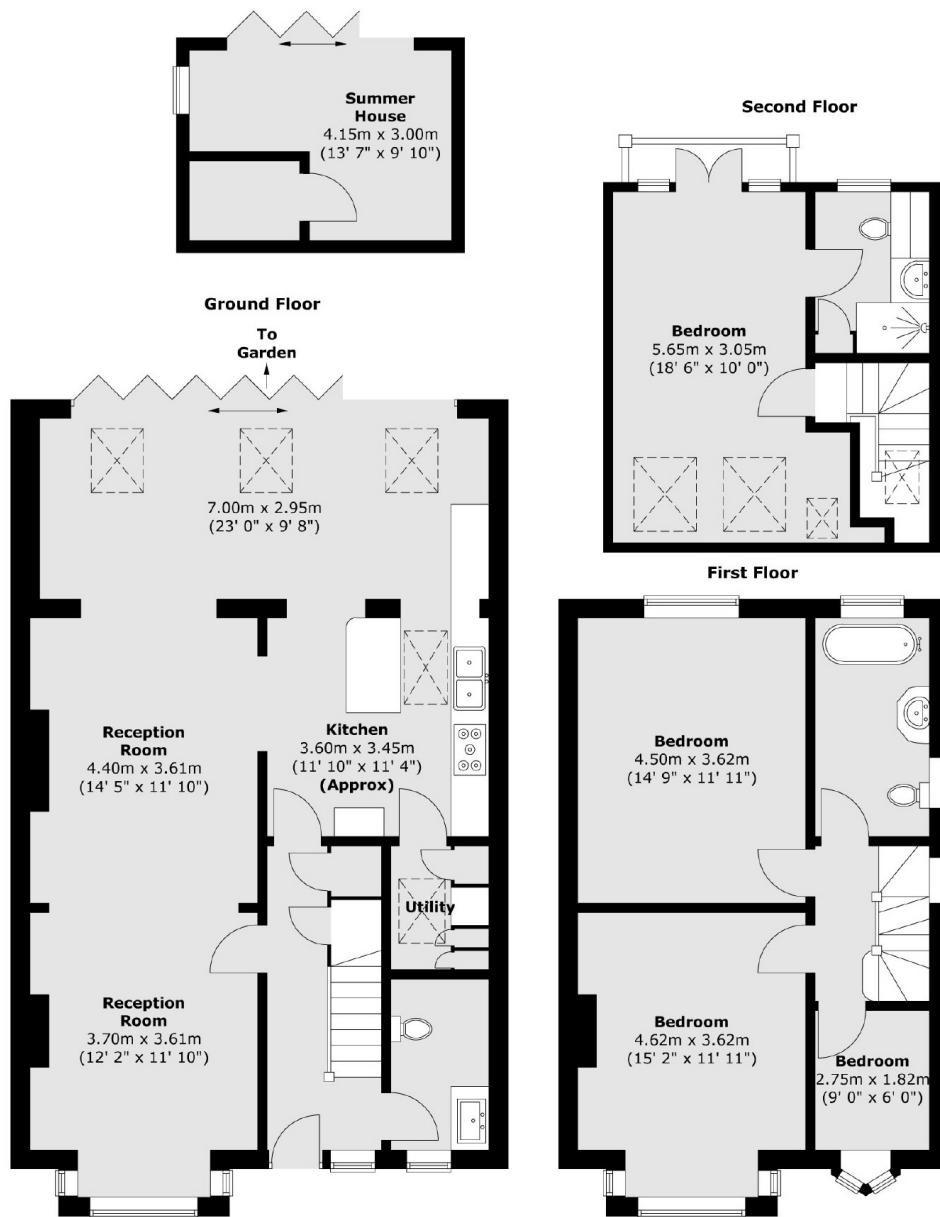 Summer
House
4.15m x 3.00m
(13' 7" x 9' 10")
Ground Floor
To
Garden
7.00m x 2.95m
(23' 0" x 9' 8")
Reception
Room
4.40m x 3.61m
(14' 5" x 11' 10")
Kitchen
3.60m x 3.45m
(11' 10" x 11' 4")
(Approx)
Utility
Reception
Room
3.70m x 3.61m
(12' 2" x 11' 10")
Second Floor
Bedroom
5.65m x 3.05m
(18' 6" x 10' 0")
First Floor
Bedroom
4.50m x 3.62m
(14' 9" x 11' 11")
Bedroom
4.62m x 3.62m
(15' 2" x 11' 11")
Bedroom
2.75m x 1.82m
(9' 0" x 6' 0")